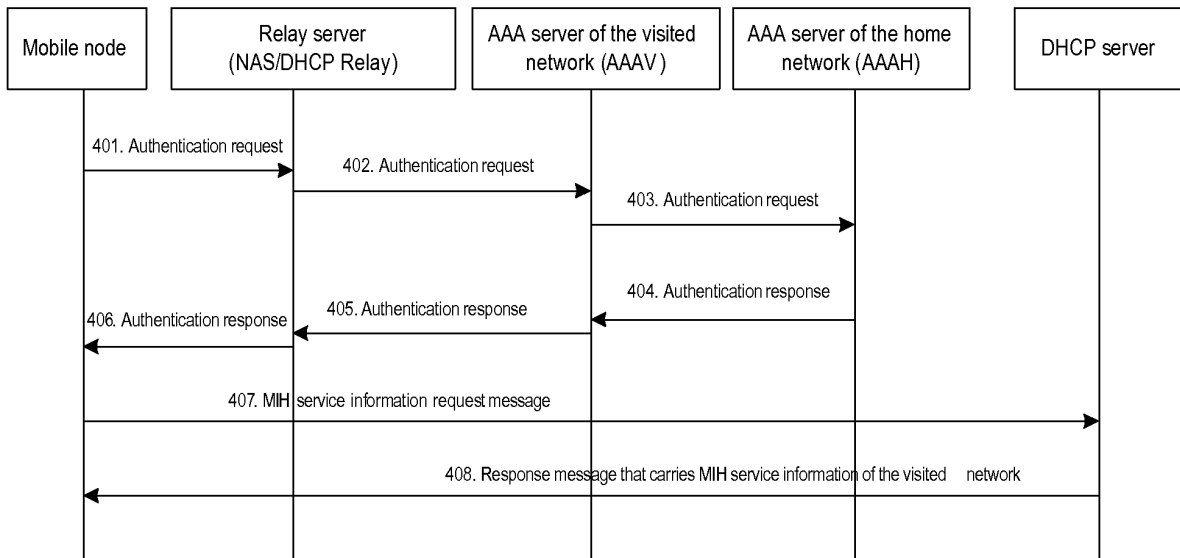 Mobile node
Relay server
(NAS/DHCP Relay)
AAA server of the visited
network (AAAV)
AAA server of the home
network (AAAH)
DHCP server
401. Authentication request
402. Authentication request
403. Authentication request
404. Authentication response
405. Authentication response
406. Authentication response
407. MIH service information request message
408. Response message that carries MIH service information of the visited network